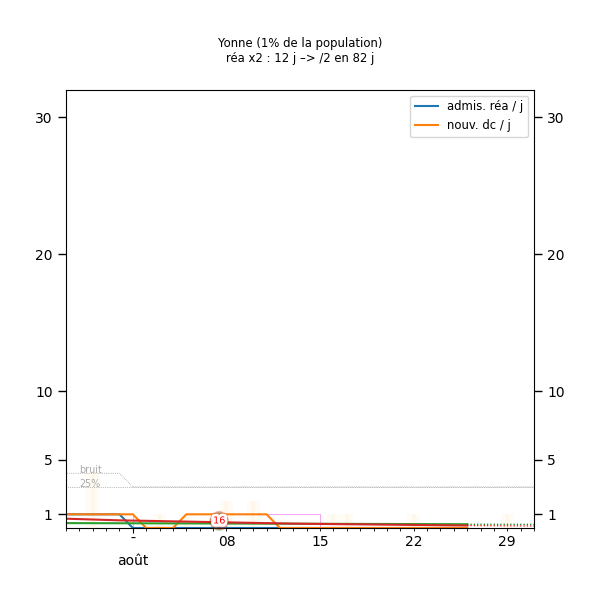 Yonne (1% de la population)
réa x2 : 12 j –> /2 en 82 j
admis. réa / j
nouv. dc / j
30
30
20
20
10
10
5
5
bruit
25%
1
1
16
-
08
15
22
29
août